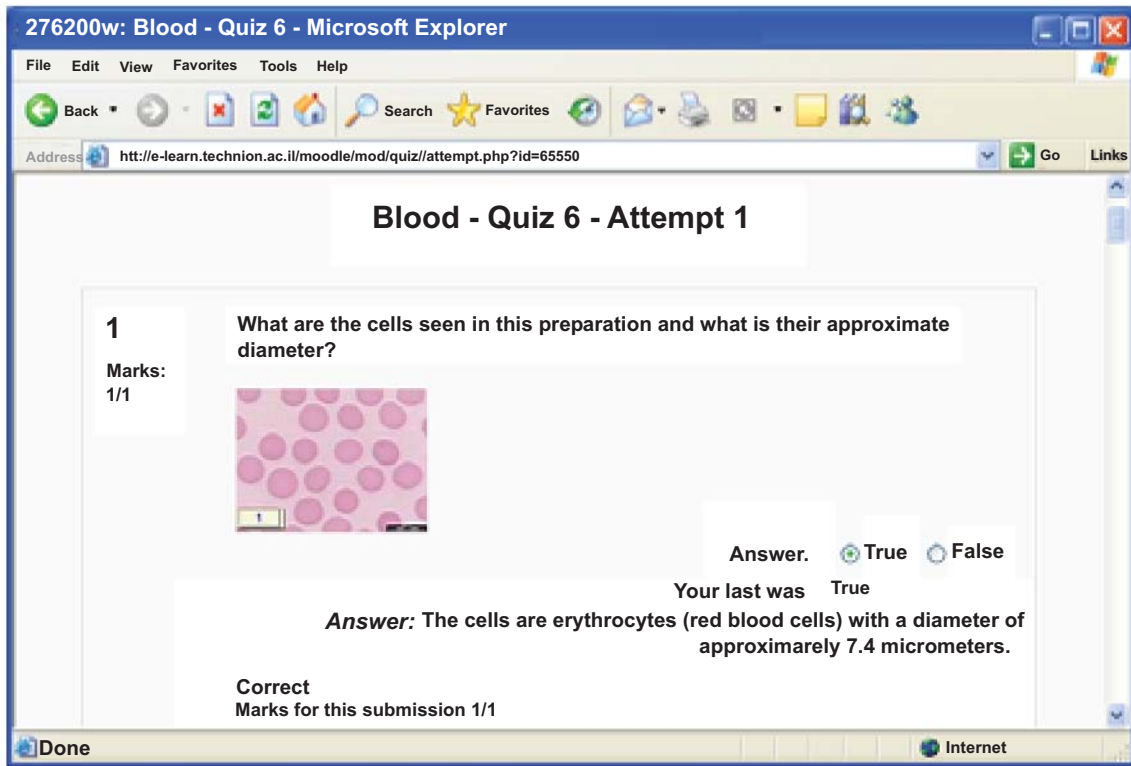 276200w: Blood - Quiz 6 - Microsoft Explorer
File Edit View Favorites Tools Help
Back Search Favorites
Address htt://e-learn.technion.ac.il/moodle/mod/quiz//attempt.php?id=65550 Go Links
Blood - Quiz 6 - Attempt 1
1
Marks:
1/1
What are the cells seen in this preparation and what is their approximate
diameter?
1
Answer. True False
Your last was True
Answer: The cells are erythrocytes (red blood cells) with a diameter of
approximarely 7.4 micrometers.
Correct
Marks for this submission 1/1
Done Internet